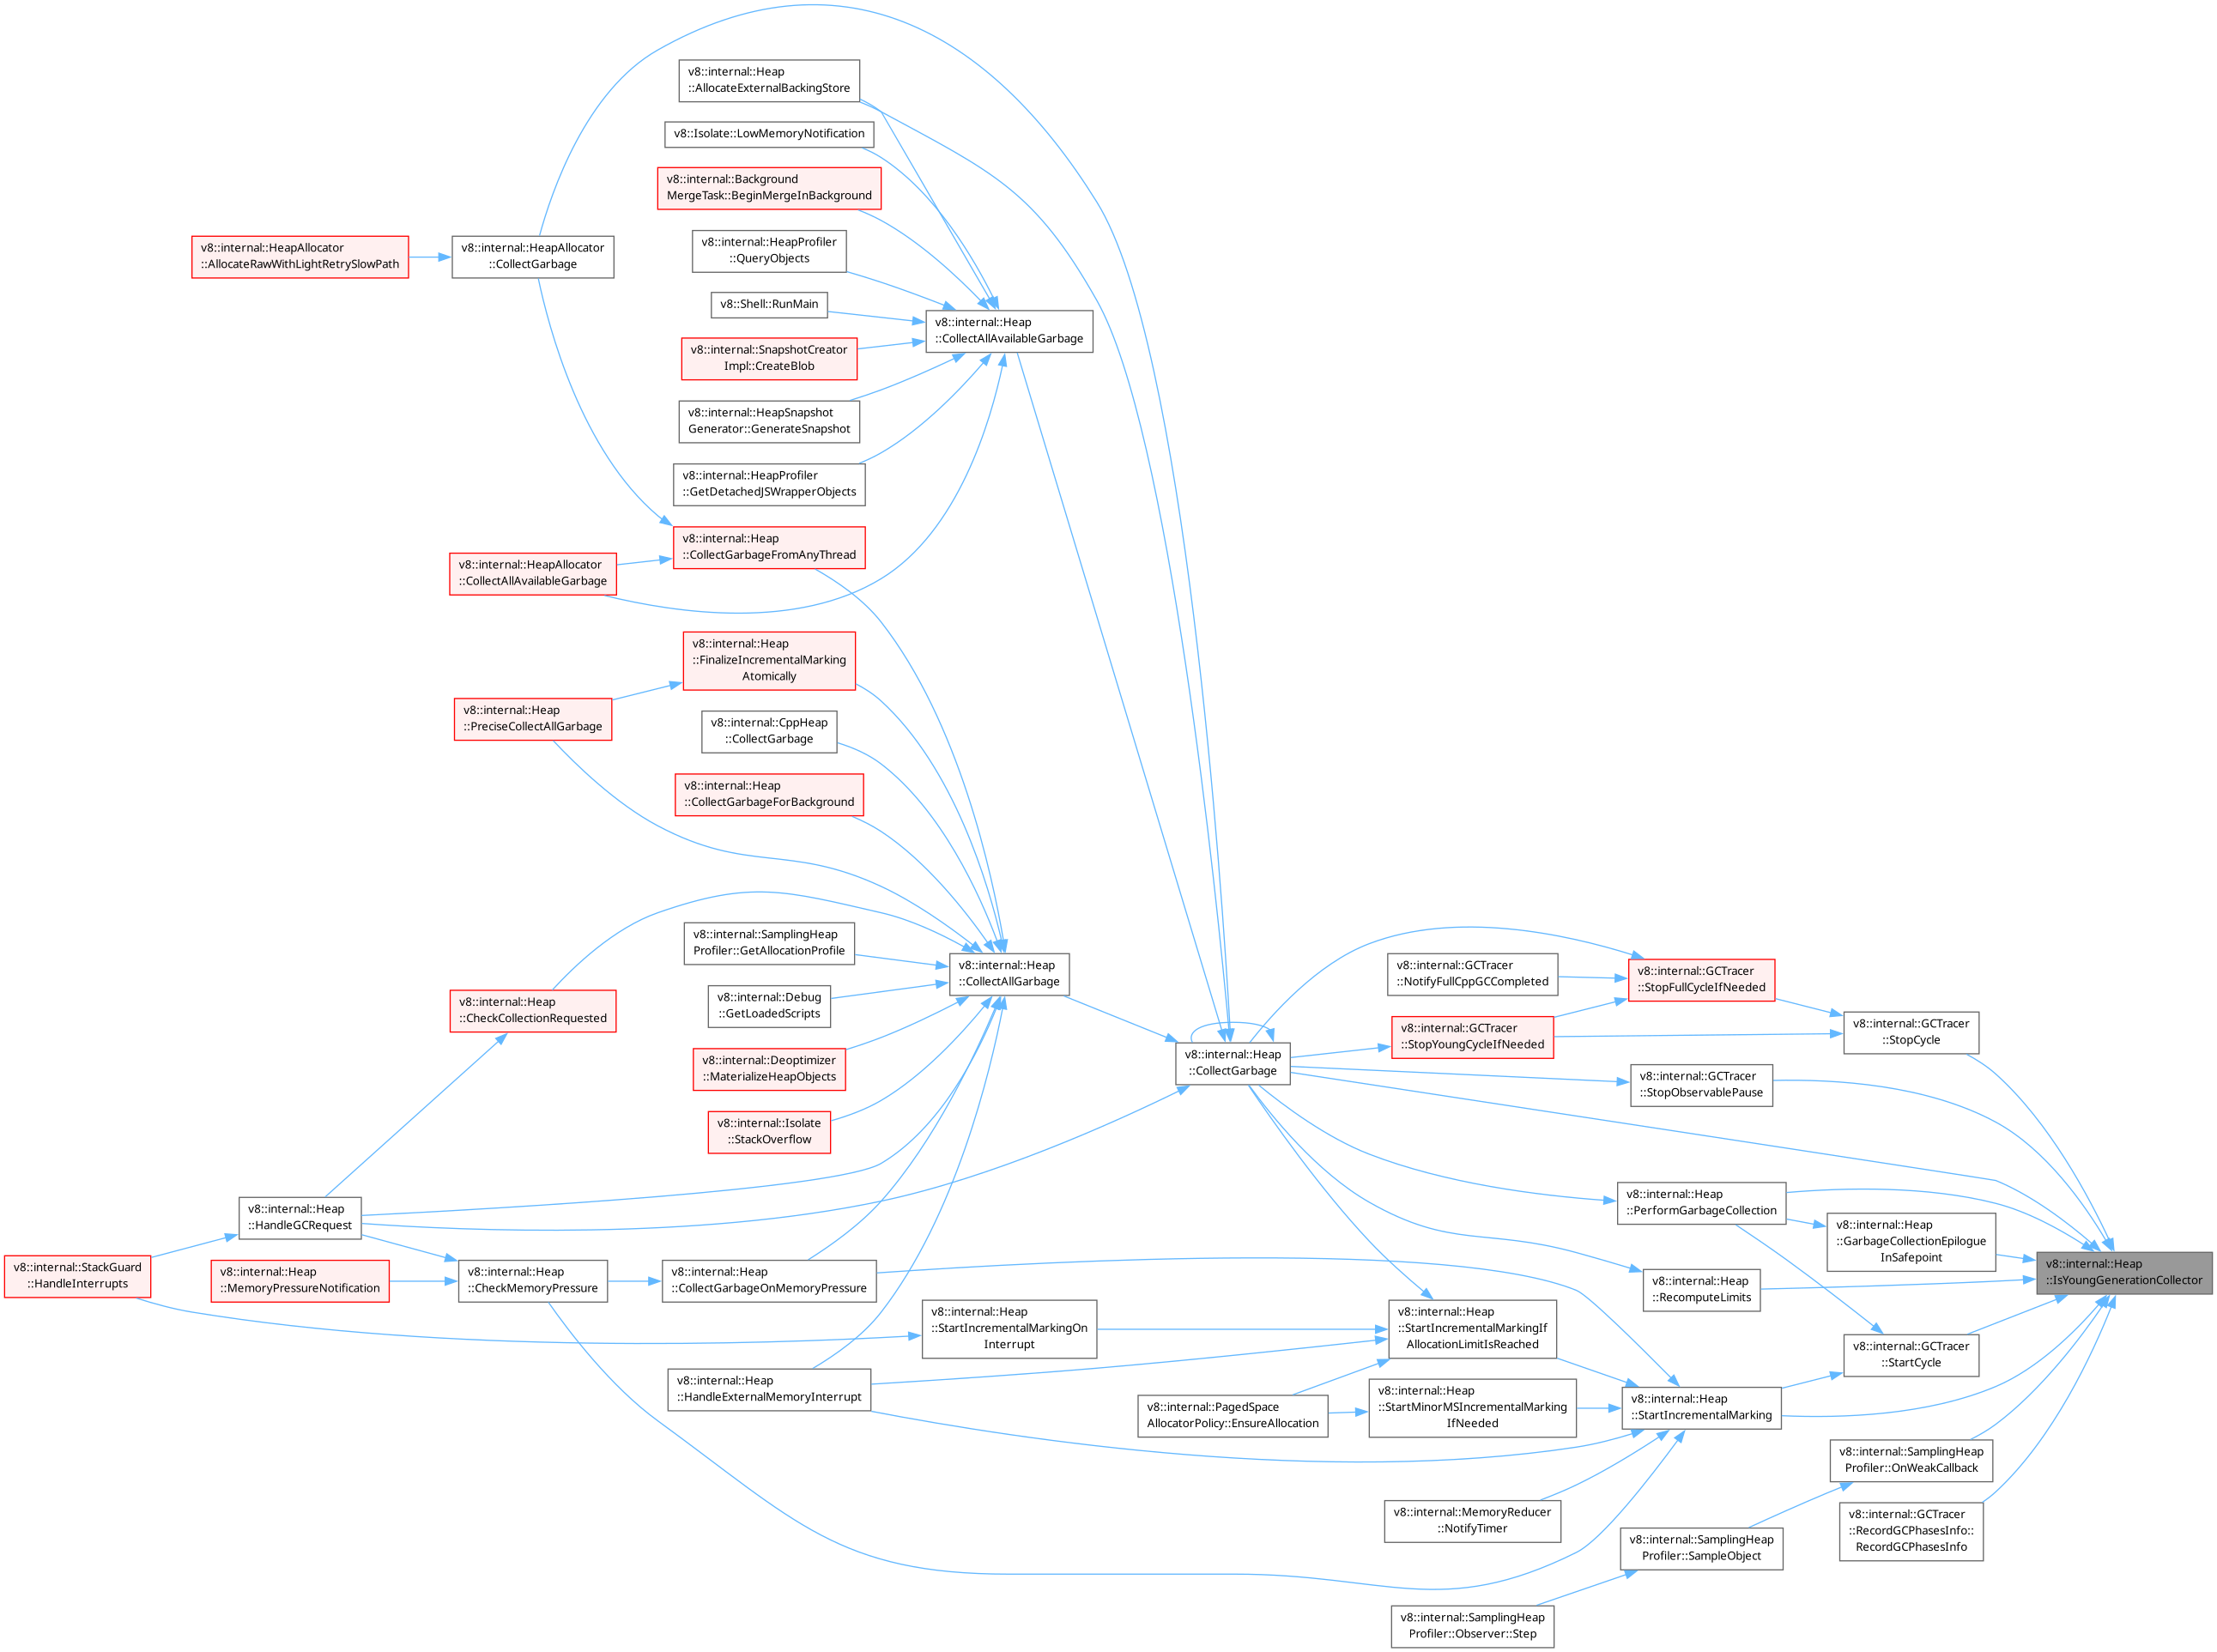 v8::internal::Heap
::AllocateExternalBackingStore
v8::Isolate::LowMemoryNotification
v8::internal::Background
MergeTask::BeginMergeInBackground
v8::internal::HeapProfiler
::QueryObjects
v8::internal::HeapAllocator
::AllocateRawWithLightRetrySlowPath
v8::internal::HeapAllocator
::CollectGarbage
v8::Shell::RunMain
v8::internal::Heap
::CollectAllAvailableGarbage
v8::internal::SnapshotCreator
Impl::CreateBlob
v8::internal::HeapSnapshot
Generator::GenerateSnapshot
v8::internal::HeapProfiler
::GetDetachedJSWrapperObjects
v8::internal::Heap
::CollectGarbageFromAnyThread
v8::internal::HeapAllocator
::CollectAllAvailableGarbage
v8::internal::Heap
::FinalizeIncrementalMarking
Atomically
v8::internal::Heap
::PreciseCollectAllGarbage
v8::internal::CppHeap
::CollectGarbage
v8::internal::Heap
::CollectGarbageForBackground
v8::internal::SamplingHeap
Profiler::GetAllocationProfile
v8::internal::Heap
::CollectAllGarbage
v8::internal::GCTracer
::NotifyFullCppGCCompleted
v8::internal::GCTracer
::StopFullCycleIfNeeded
v8::internal::Heap
::CheckCollectionRequested
v8::internal::Debug
::GetLoadedScripts
v8::internal::GCTracer
::StopYoungCycleIfNeeded
v8::internal::GCTracer
::StopCycle
v8::internal::Deoptimizer
::MaterializeHeapObjects
v8::internal::Heap
::CollectGarbage
v8::internal::GCTracer
::StopObservablePause
v8::internal::Isolate
::StackOverflow
v8::internal::Heap
::HandleGCRequest
v8::internal::Heap
::PerformGarbageCollection
v8::internal::Heap
::GarbageCollectionEpilogue
InSafepoint
v8::internal::Heap
::IsYoungGenerationCollector
v8::internal::StackGuard
::HandleInterrupts
v8::internal::Heap
::MemoryPressureNotification
v8::internal::Heap
::CheckMemoryPressure
v8::internal::Heap
::CollectGarbageOnMemoryPressure
v8::internal::Heap
::RecomputeLimits
v8::internal::Heap
::StartIncrementalMarkingOn
Interrupt
v8::internal::Heap
::StartIncrementalMarkingIf
AllocationLimitIsReached
v8::internal::GCTracer
::StartCycle
v8::internal::Heap
::HandleExternalMemoryInterrupt
v8::internal::PagedSpace
AllocatorPolicy::EnsureAllocation
v8::internal::Heap
::StartMinorMSIncrementalMarking
IfNeeded
v8::internal::Heap
::StartIncrementalMarking
v8::internal::SamplingHeap
Profiler::OnWeakCallback
v8::internal::MemoryReducer
::NotifyTimer
v8::internal::GCTracer
::RecordGCPhasesInfo::
RecordGCPhasesInfo
v8::internal::SamplingHeap
Profiler::SampleObject
v8::internal::SamplingHeap
Profiler::Observer::Step